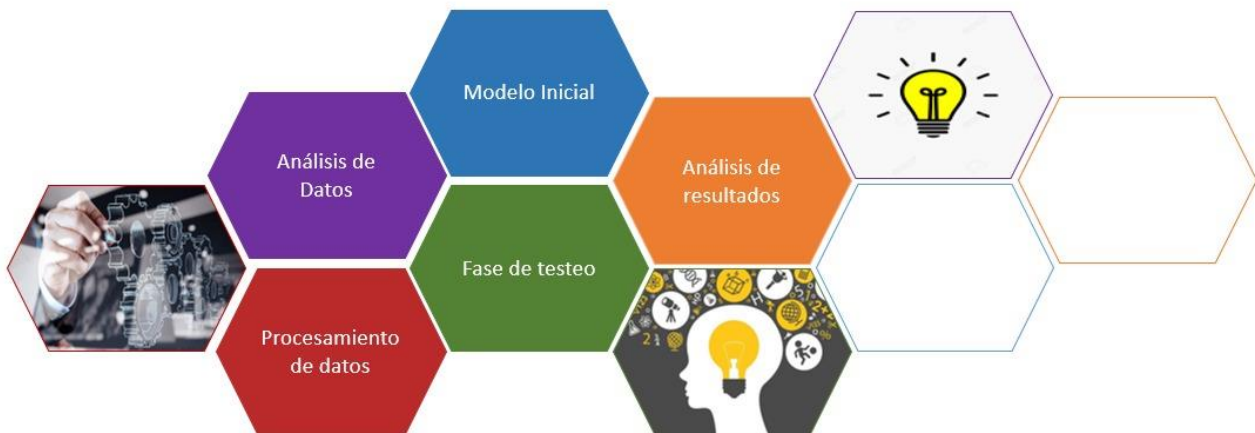 Modelo Inicial
Análisis de
Datos
Análisis de
resultados
Fase de testeo
Procesamiento
de datos